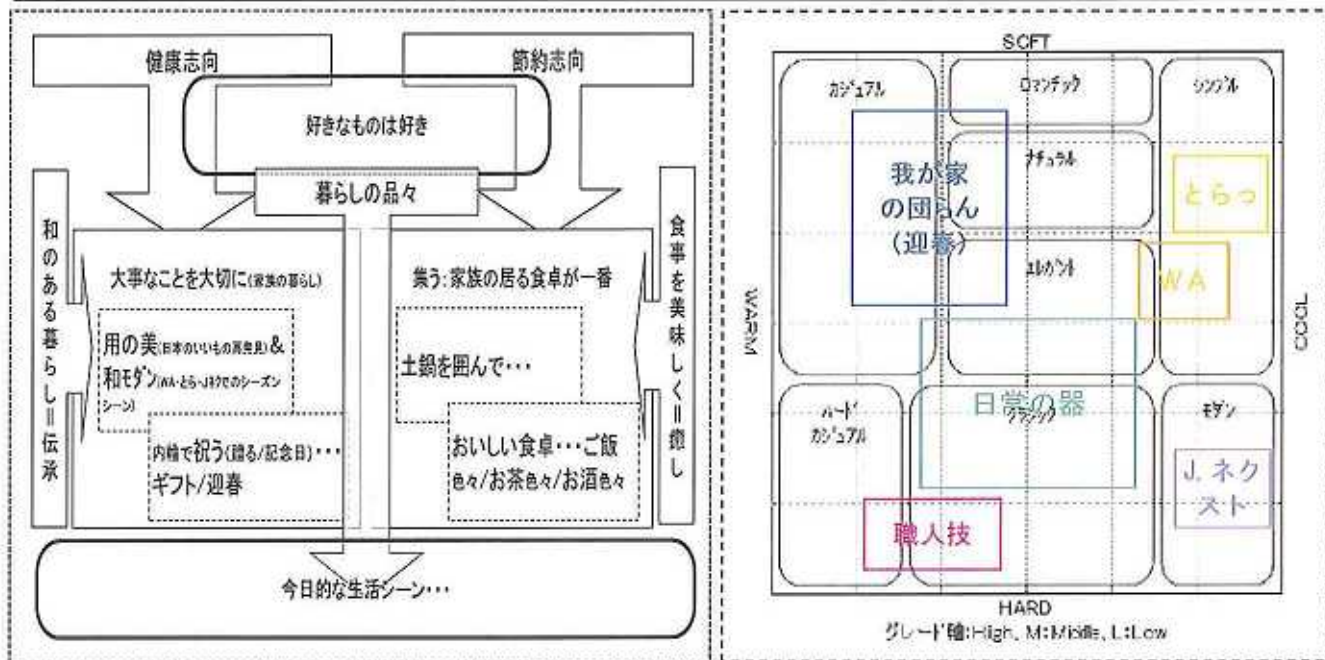 健康志向
節約志向
好きなものは好き
暮らしの品々
和のある暮らし＝伝承
食事を美味しく＝癒し
大事なことを大切に(家族の暮らし)
用の美(日本のいいもの再発見)&
和モダン(WA・とら・Jネクでのシーズン
シーン)
内輪で祝う(贈る/記念日)・・・
ギフト/迎春
集う:家族の居る食卓が一番
土鍋を囲んで・・・
おいしい食卓・・・ご飯
色々/お茶色々/お酒色々
今日的な生活シーン・・・
SOFT
カジュアル
ロマンチック
シンプル
ナチュラル
我が家
の団らん
(迎春)
とらっ
エレガント
WA
WARM
COOL
日常の器
クラシック
ハード
カジュアル
モダン
J.ネク
スト
職人技
HARD
グレード軸:High、M:Middle、L:Low